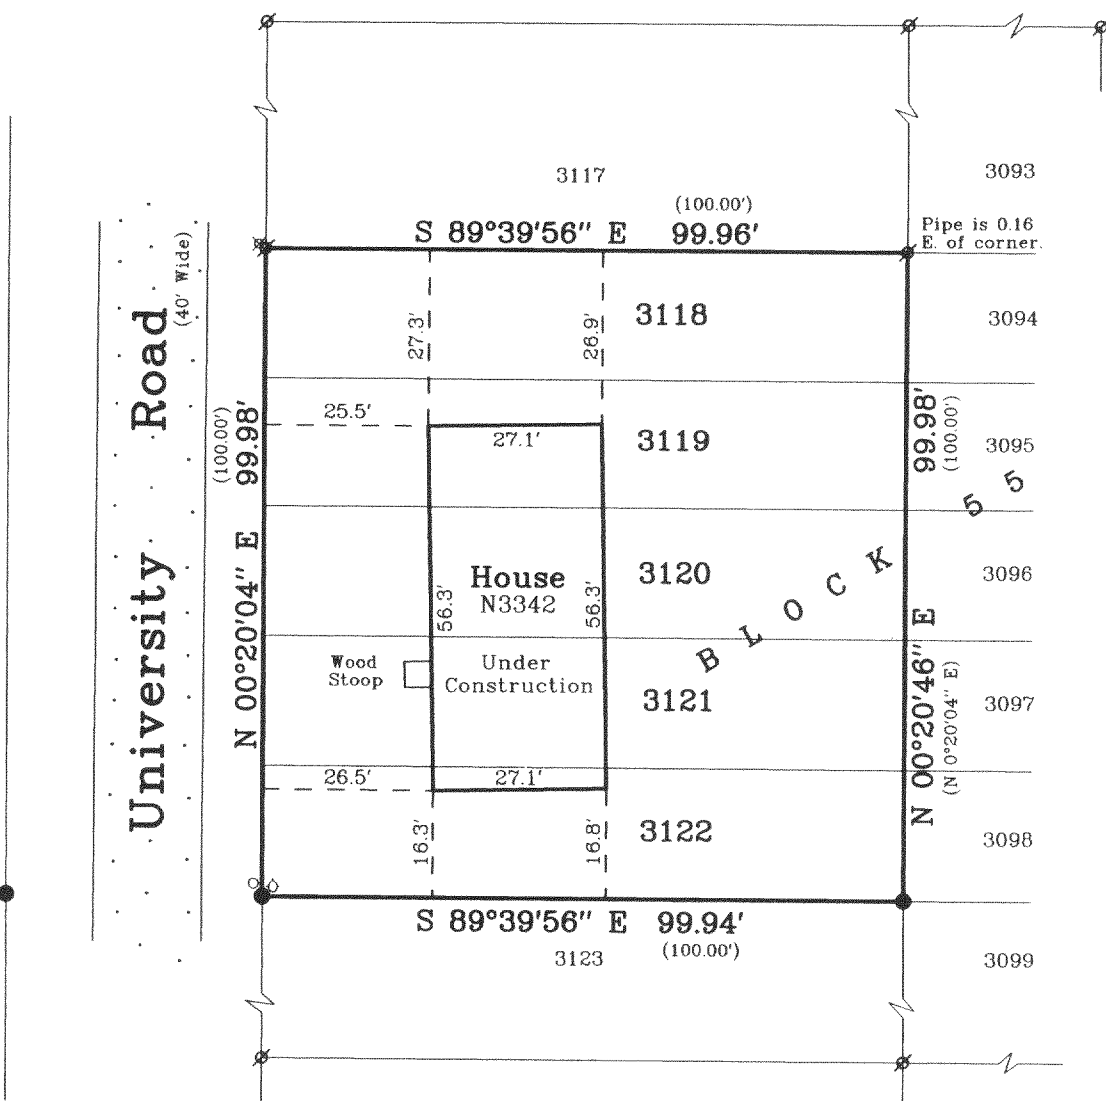 3117
3093
(100.00')
S 89°39'56" E 99.96'
Pipe is 0.16
E. of corner.
University Road
(40' Wide)
27.3'
26.9'
3118
3094
25.5'
27.1'
3119
3095
(100.00')
N 00°20'04" E 99.98'
99.98'
(100.00')
BLOCK 55
House
N3342
3120
3096
56.3'
56.3'
Wood
Stoop
Under
Construction
3121
3097
N 00°20'46" E
(N 0°20'04" E)
26.5'
27.1'
16.3'
16.8'
3122
3098
S 89°39'56" E 99.94'
(100.00')
3123
3099